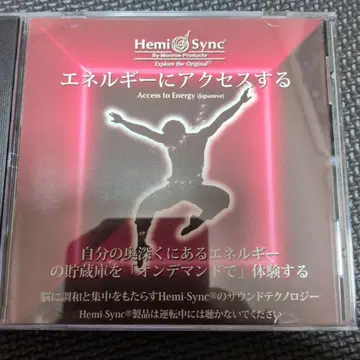 Hemi Sync®
by Monroe Products
Explore the Original®
エネルギーにアクセスする
Access to Energy (Japanese)
自分の奥深くにあるエネルギー
の貯蔵庫を「オンデマンドで」体験する
脳に調和と集中をもたらすHemi-Sync®のサウンドテクノロジー
Hemi-Sync®製品は運転中には聴かないでください